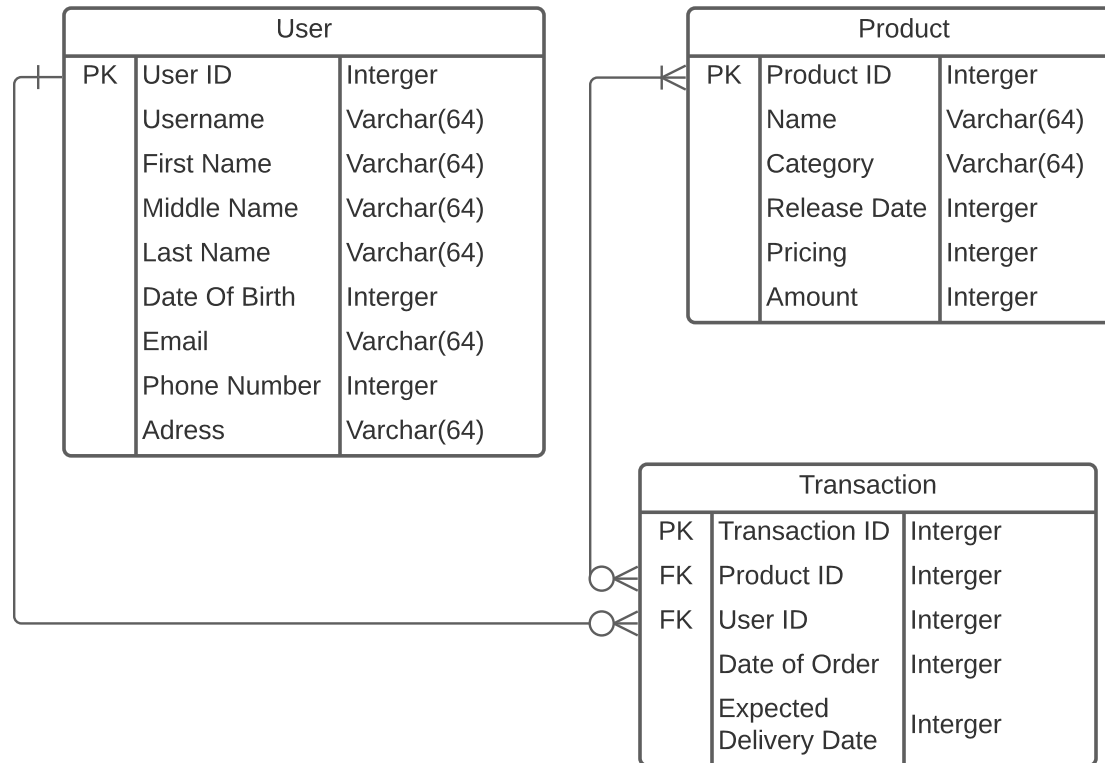 User
PK User ID Interger
Username Varchar(64)
First Name Varchar(64)
Middle Name Varchar(64)
Last Name Varchar(64)
Date Of Birth Interger
Email Varchar(64)
Phone Number Interger
Adress Varchar(64)
Product
PK Product ID Interger
Name Varchar(64)
Category Varchar(64)
Release Date Interger
Pricing Interger
Amount Interger
Transaction
PK Transaction ID Interger
FK Product ID Interger
FK User ID Interger
Date of Order Interger
Expected
Delivery Date Interger